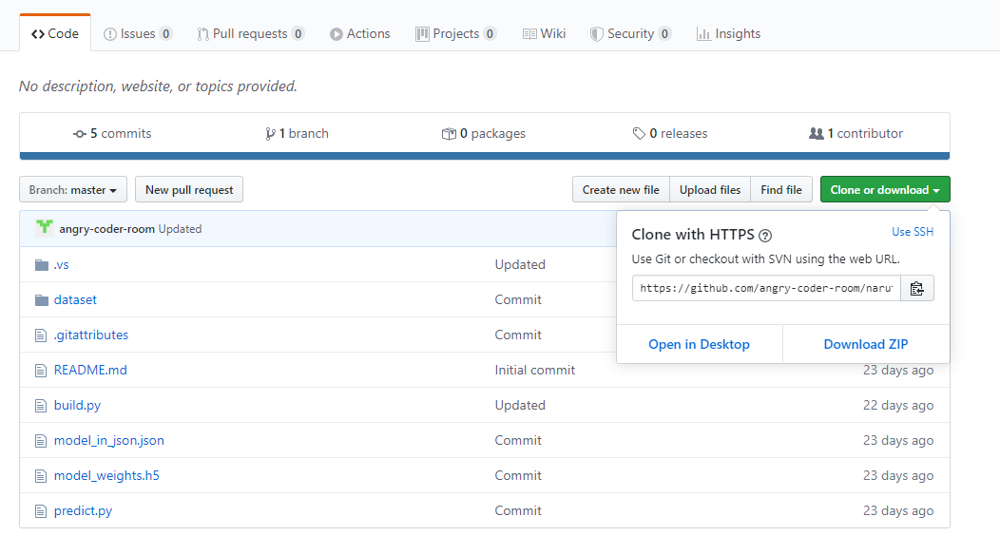 Code Issues 0 Pull requests 0 Actions Projects 0 Wiki Security 0 Insights
No description, website, or topics provided.
5 commits 1 branch 0 packages 0 releases 1 contributor
Branch: master New pull request Create new file Upload files Find file Clone or download
angry-coder-room Updated
Clone with HTTPS ? Use SSH
Use Git or checkout with SVN using the web URL.
https://github.com/angry-coder-room/naru
Open in Desktop Download ZIP
.vs Updated
dataset Commit
.gitattributes Commit
README.md Initial commit 23 days ago
build.py Updated 22 days ago
model_in_json.json Commit 23 days ago
model_weights.h5 Commit 23 days ago
predict.py Commit 23 days ago